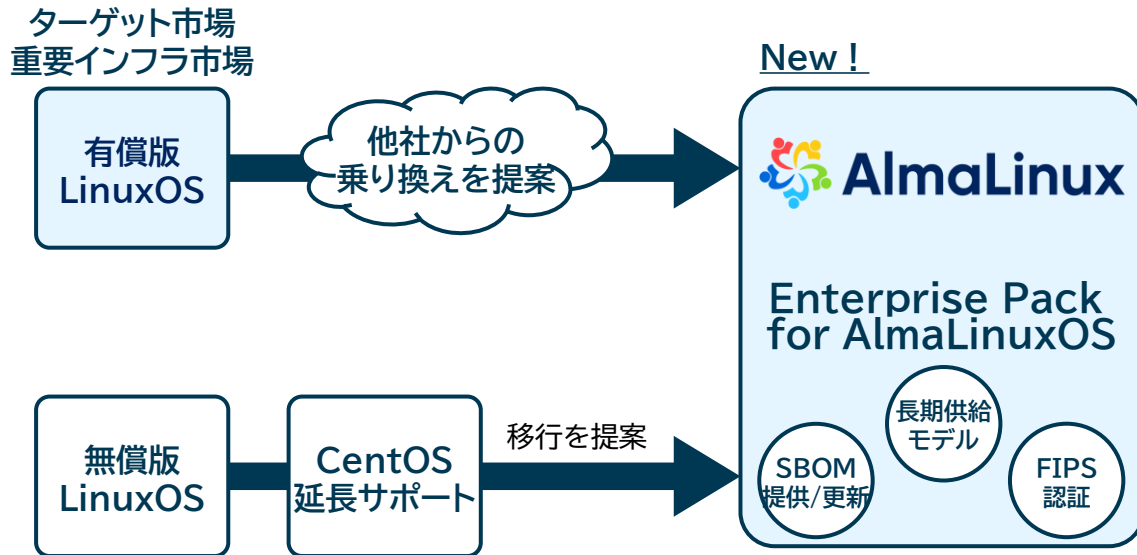 ターゲット市場
重要インフラ市場
有償版
LinuxOS
他社からの
乗り換えを提案
New！
AlmaLinux
Enterprise Pack
for AlmaLinuxOS
長期供給
モデル
SBOM
提供/更新
FIPS
認証
無償版
LinuxOS
CentOS
延長サポート
移行を提案